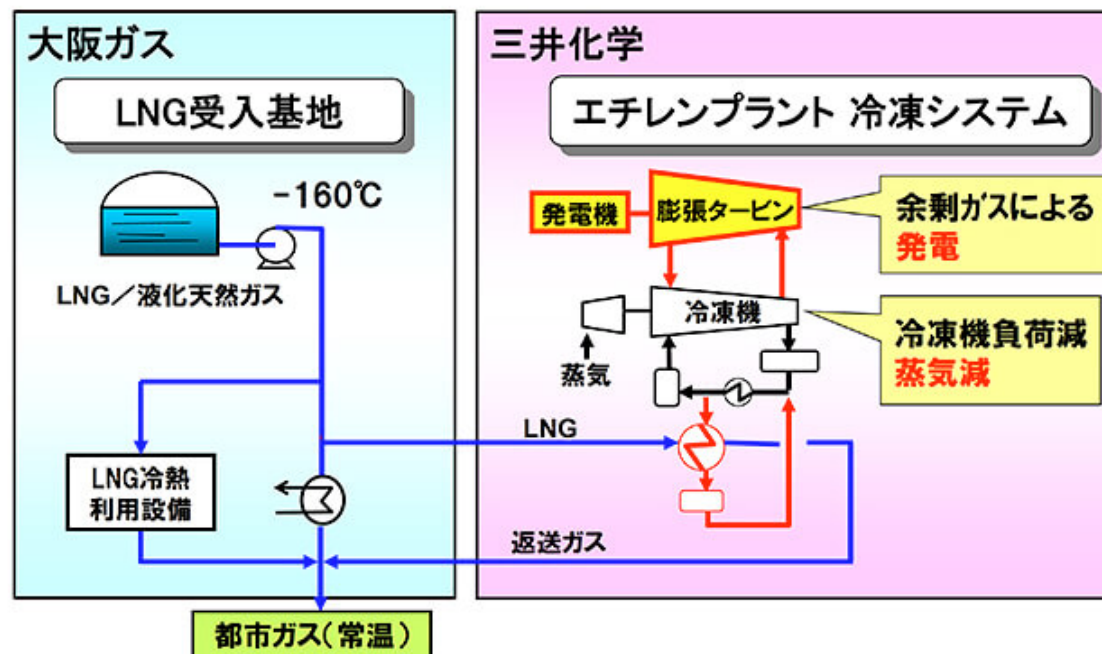 大阪ガス
LNG受入基地
-160℃
LNG／液化天然ガス
LNG冷熱
利用設備
都市ガス(常温)
三井化学
エチレンプラント 冷凍システム
発電機
膨張タービン
余剰ガスによる
発電
冷凍機
蒸気
冷凍機負荷減
蒸気減
LNG
返送ガス